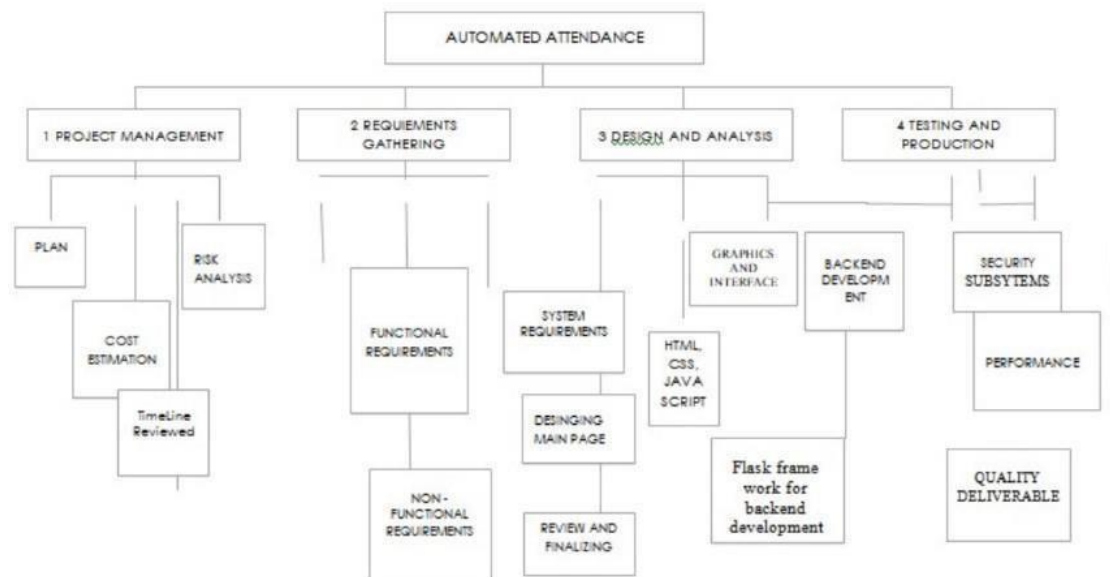 AUTOMATED ATTENDANCE
1 PROJECT MANAGEMENT
2 REQUIEMENTS
GATHERING
3 DESIGN AND ANALYSIS
4 TESTING AND
PRODUCTION
PLAN
RISK
ANALYSIS
COST
ESTIMATION
TimeLine
Reviewed
FUNCTIONAL
REQUIREMENTS
NON-
FUNCTIONAL
REQUIREMENTS
SYSTEM
REQUIREMENTS
DESINGING
MAIN PAGE
REVIEW AND
FINALIZING
HTML,
CSS,
JAVA
SCRIPT
GRAPHICS
AND
INTERFACE
BACKEND
DEVELOPM
ENT
Flask frame
work for
backend
development
SECURITY
SUBSYTEMS
PERFORMANCE
QUALITY
DELIVERABLE